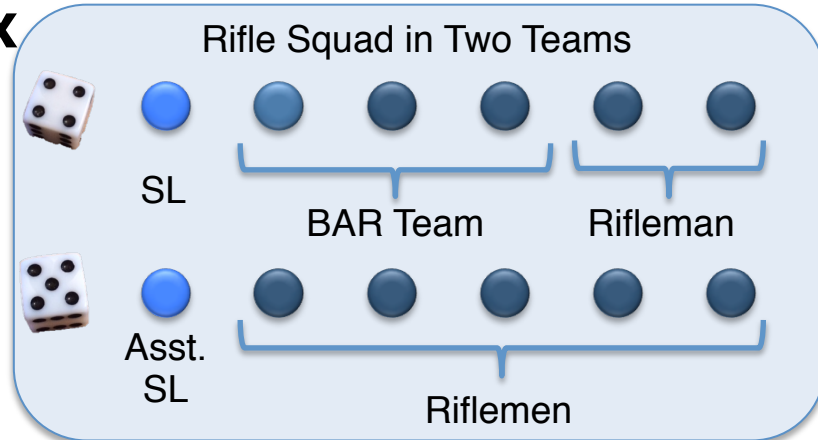 x
Rifle Squad in Two Teams
SL
BAR Team
Rifleman
Asst.
SL
Riflemen